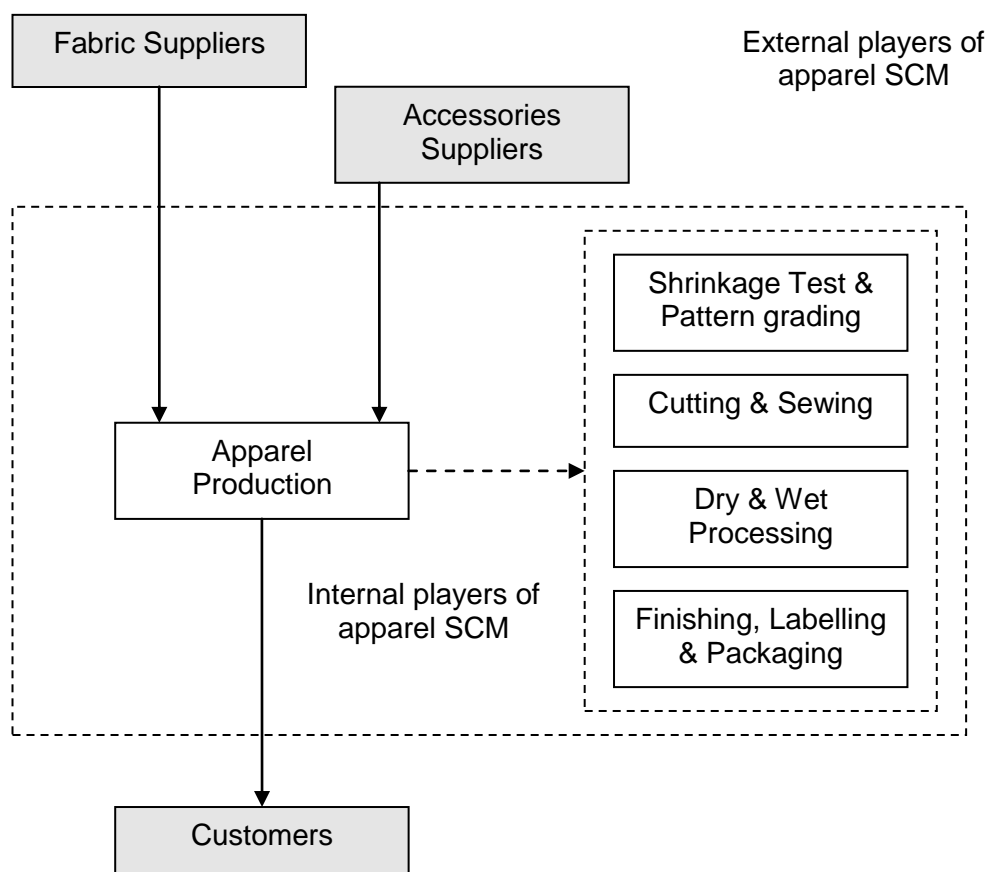 Fabric Suppliers
External players of
apparel SCM
Accessories
Suppliers
Shrinkage Test &
Pattern grading
Cutting & Sewing
Apparel
Production
Dry & Wet
Processing
Internal players of
apparel SCM
Finishing, Labelling
& Packaging
Customers